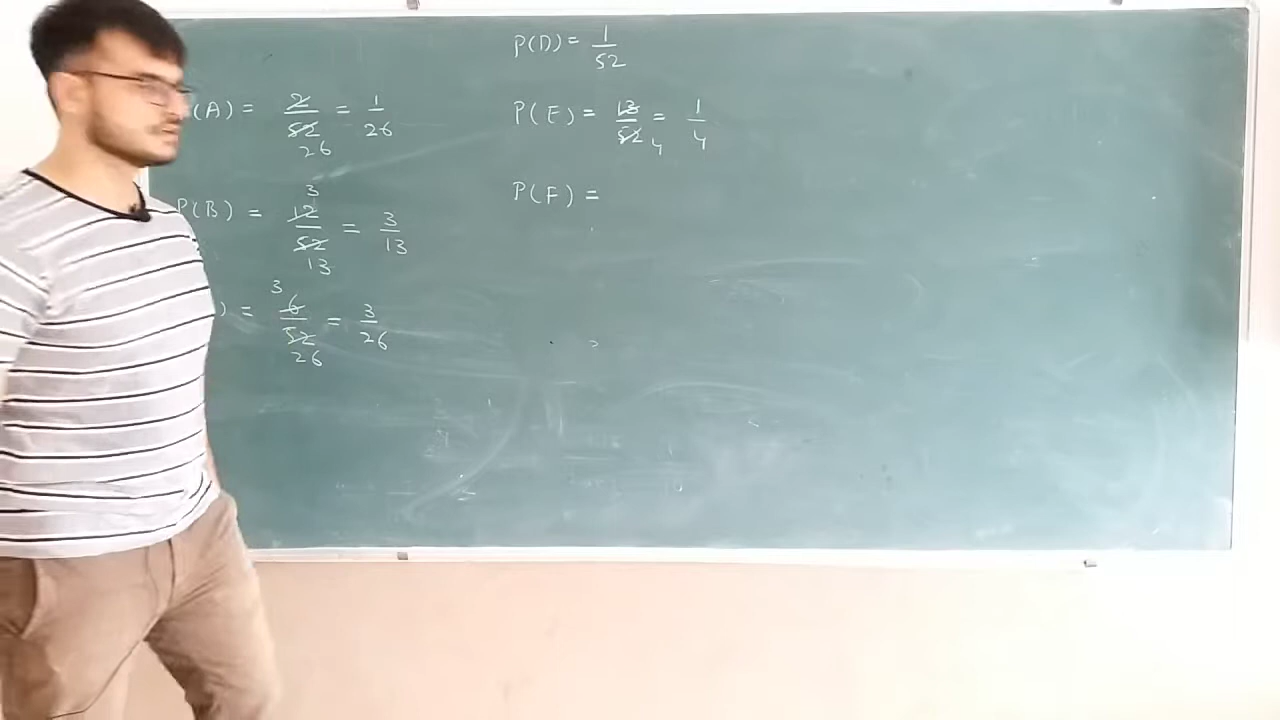 (A) = 2/52 26 = 1/26
P(B) = 12 3/52 13 = 3/13
) = 3 6/52 26 = 3/26
P(D) = 1/52
P(E) = 13/52 4 = 1/4
P(F) =